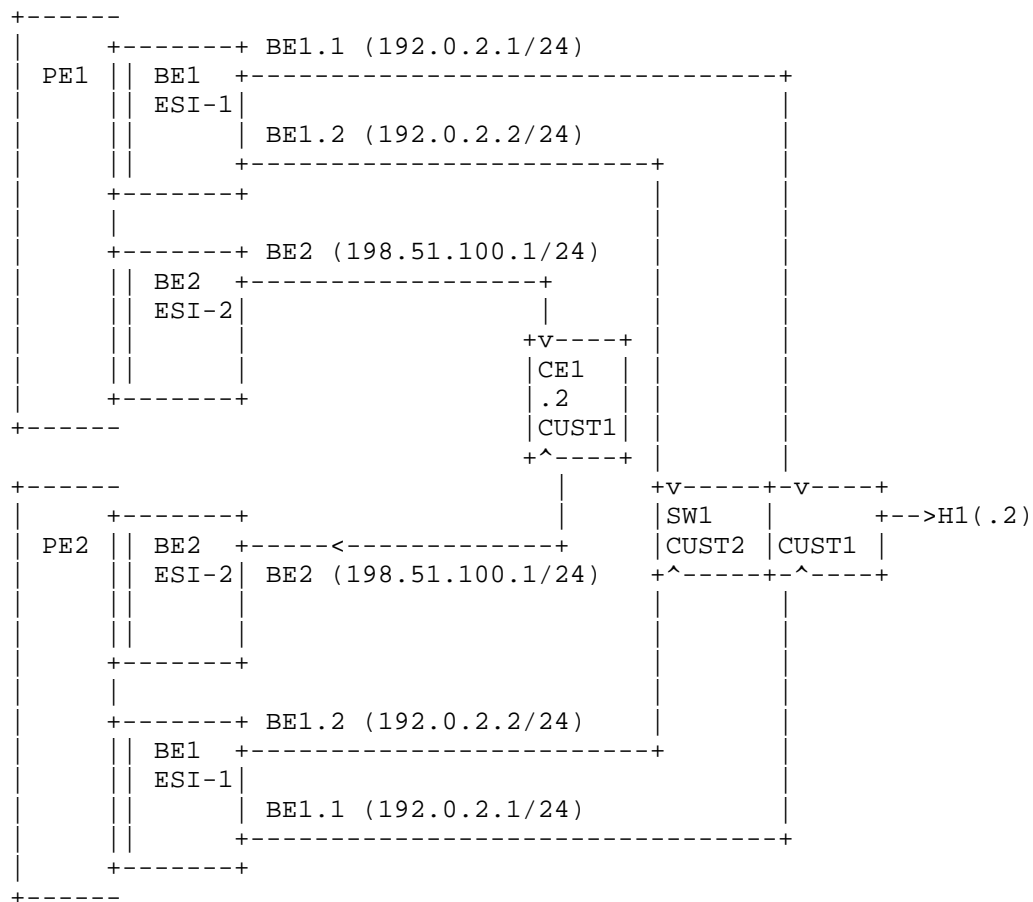 BE1.1 (192.0.2.1/24)
PE1 BE1
ESI-1
BE1.2 (192.0.2.2/24)
BE2 (198.51.100.1/24)
BE2
ESI-2
CE1
.2
CUST1
SW1 -->H1(.2)
PE2 BE2 CUST2 CUST1
ESI-2 BE2 (198.51.100.1/24)
BE1.2 (192.0.2.2/24)
BE1
ESI-1
BE1.1 (192.0.2.1/24)